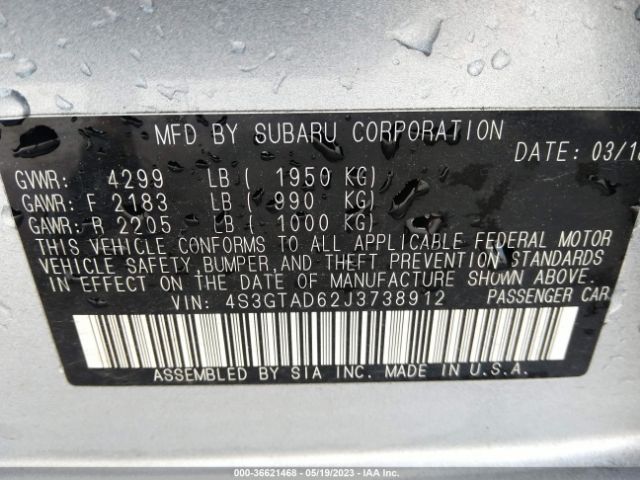 MFD BY SUBARU CORPORATION
DATE: 03/18
GVWR: 4299 LB ( 1950 KG)
GAWR: F 2183 LB ( 990 KG)
GAWR: R 2205 LB ( 1000 KG)
THIS VEHICLE CONFORMS TO ALL APPLICABLE FEDERAL MOTOR
VEHICLE SAFETY, BUMPER, AND THEFT PREVENTION STANDARDS
IN EFFECT ON THE DATE OF MANUFACTURE SHOWN ABOVE.
VIN: 4S3GTAD62J3738912 PASSENGER CAR
ASSEMBLED BY SIA INC. MADE IN U.S.A.
000-36621468 - 05/19/2023 - IAA Inc.